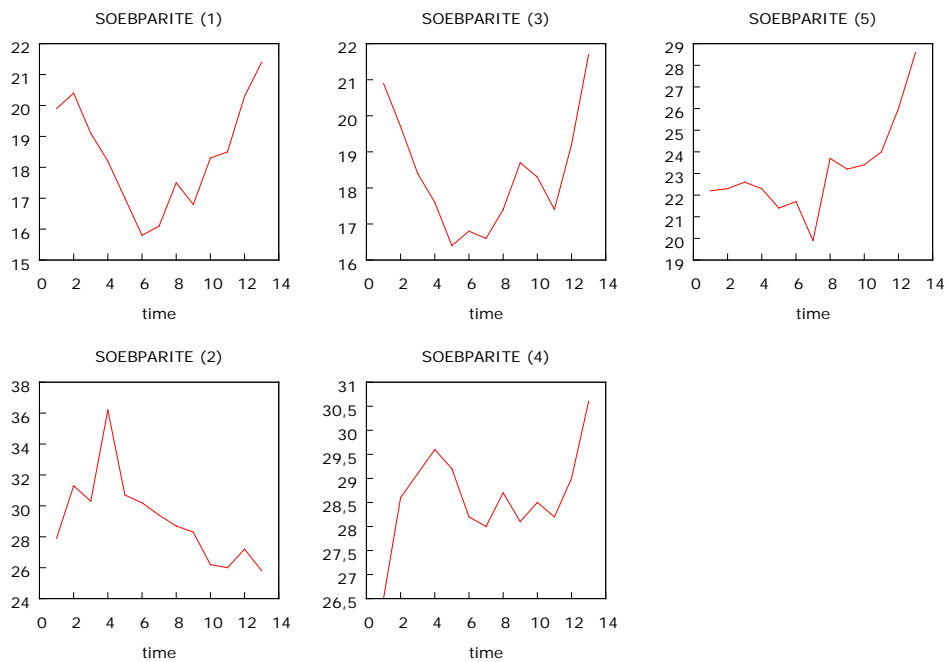 SOEBPARITE (1)
22
21
20
19
18
17
16
15
0 2 4 6 8 10 12 14
time
SOEBPARITE (3)
22
21
20
19
18
17
16
0 2 4 6 8 10 12 14
time
SOEBPARITE (5)
29
28
27
26
25
24
23
22
21
20
19
0 2 4 6 8 10 12 14
time
SOEBPARITE (2)
38
36
34
32
30
28
26
24
0 2 4 6 8 10 12 14
time
SOEBPARITE (4)
31
30,5
30
29,5
29
28,5
28
27,5
27
26,5
0 2 4 6 8 10 12 14
time